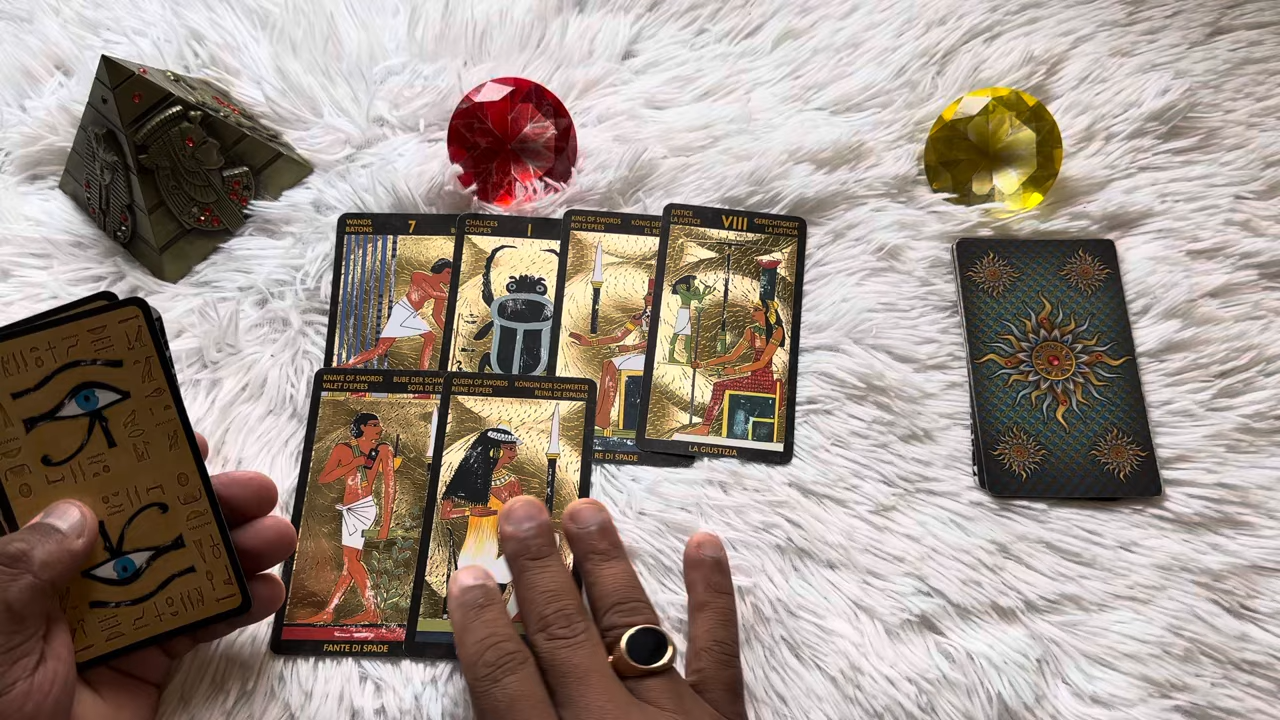 WANDS
BATONS
7
CHALICES
COUPES
I
KING OF SWORDS
ROI D'EPEES
KÖNIG DE
EL RE
JUSTICE
LA JUSTICE
VIII
GERECHTIGKEIT
LA JUSTICIA
RE DI SPADE
LA GIUSTIZIA
KNAVE OF SWORDS
VALET D'EPEES
BUBE DER SCHW
SOTA DE ES
QUEEN OF SWORDS
REINE D'EPEES
KÖNIGIN DER SCHWERTER
REINA DE ESPADAS
FANTE DI SPADE